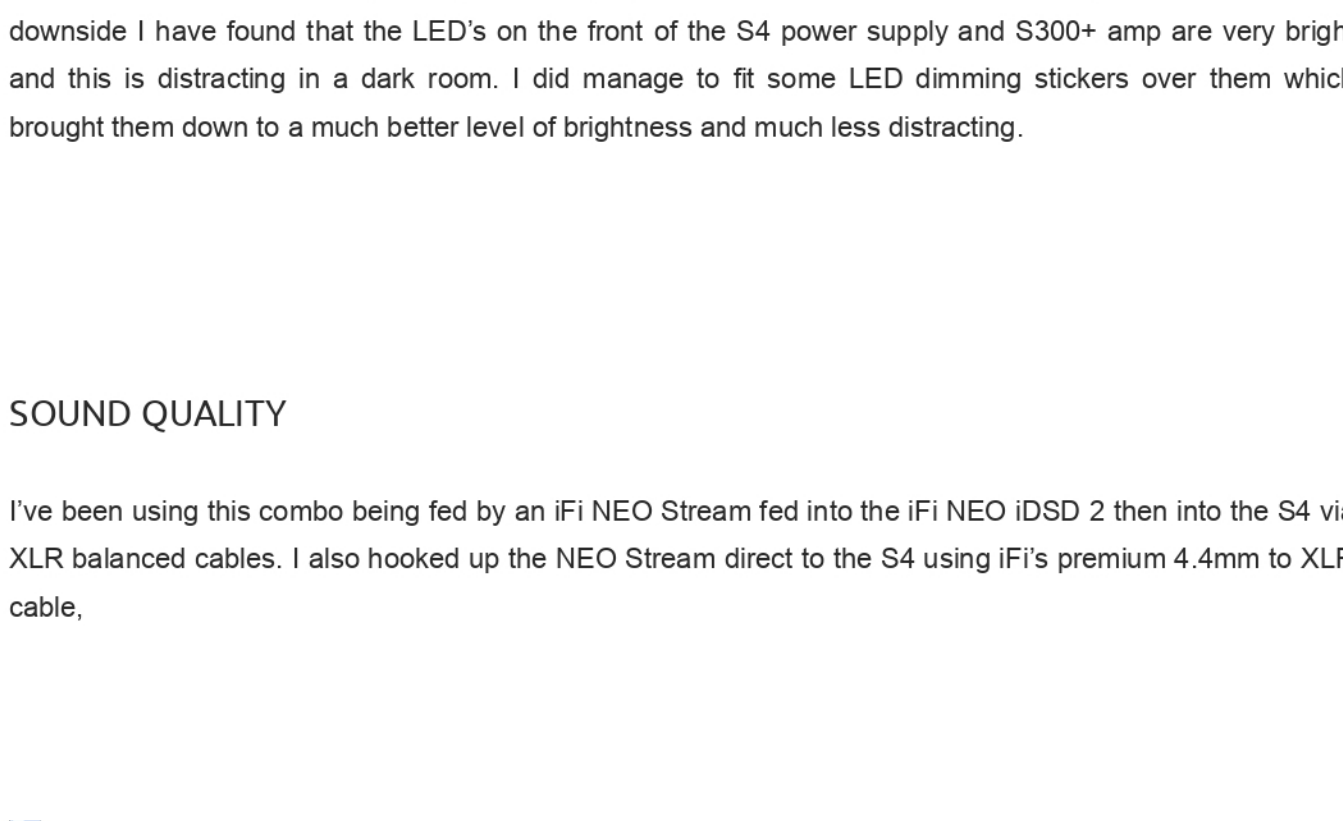 downside I have found that the LED’s on the front of the S4 power supply and S300+ amp are very brigh
and this is distracting in a dark room. I did manage to fit some LED dimming stickers over them whic
brought them down to a much better level of brightness and much less distracting.
SOUND QUALITY
I’ve been using this combo being fed by an iFi NEO Stream fed into the iFi NEO iDSD 2 then into the S4 vi
XLR balanced cables. I also hooked up the NEO Stream direct to the S4 using iFi’s premium 4.4mm to XL
cable,